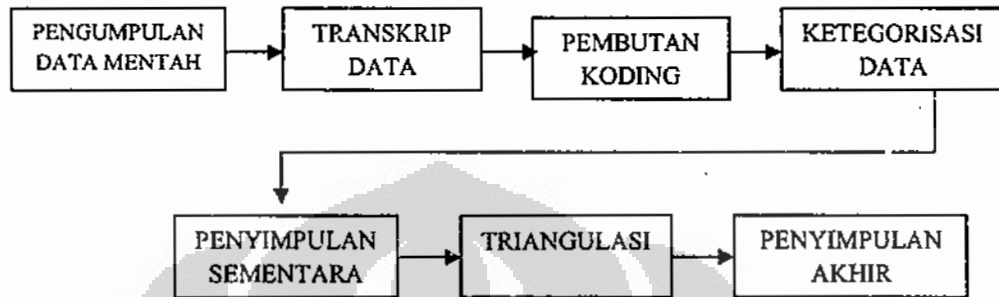 PENGUMPULAN
DATA MENTAH
TRANSKRIP
DATA
PEMBUTAN
KODING
KETEGORISASI
DATA
PENYIMPULAN
SEMENTARA
TRIANGULASI
PENYIMPULAN
AKHIR